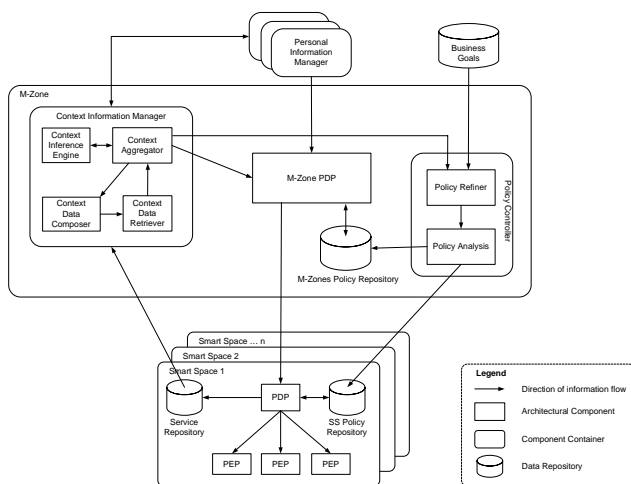 Personal
Information
Manager
Business
Goals
M-Zone
Context Information Manager
Context
Inference
Engine
Context
Aggregator
Context
Data
Composer
Context
Data
Retriever
M-Zone PDP
M-Zones Policy Repository
Policy Refiner
Policy Analysis
Policy Controller
Smart Space ... n
Smart Space 2
Smart Space 1
Service
Repository
PDP
SS Policy
Repository
PEP
PEP
PEP
Legend
Direction of information flow
Architectural Component
Component Container
Data Repository